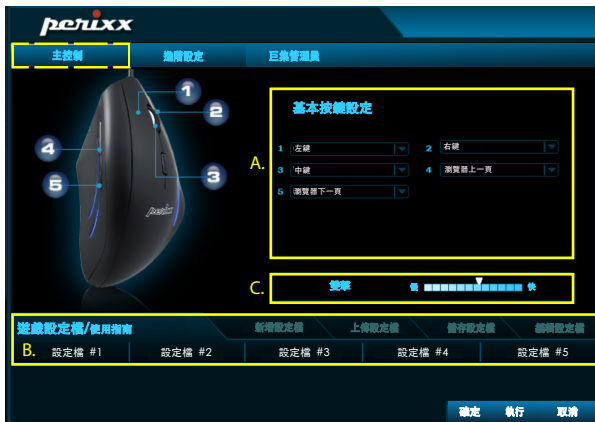 perixx
主控制 進階設定 巨集管理員
1
2
3
4
5
perixx
A.
基本按鍵設定
1 左鍵 2 右鍵
3 中鍵 4 瀏覽器上一頁
5 瀏覽器下一頁
C. 雙擊 慢 快
遊戲設定檔/使用指南 新增設定檔 上傳設定檔 儲存設定檔 編輯設定檔
B. 設定檔 #1 設定檔 #2 設定檔 #3 設定檔 #4 設定檔 #5
確定 執行 取消